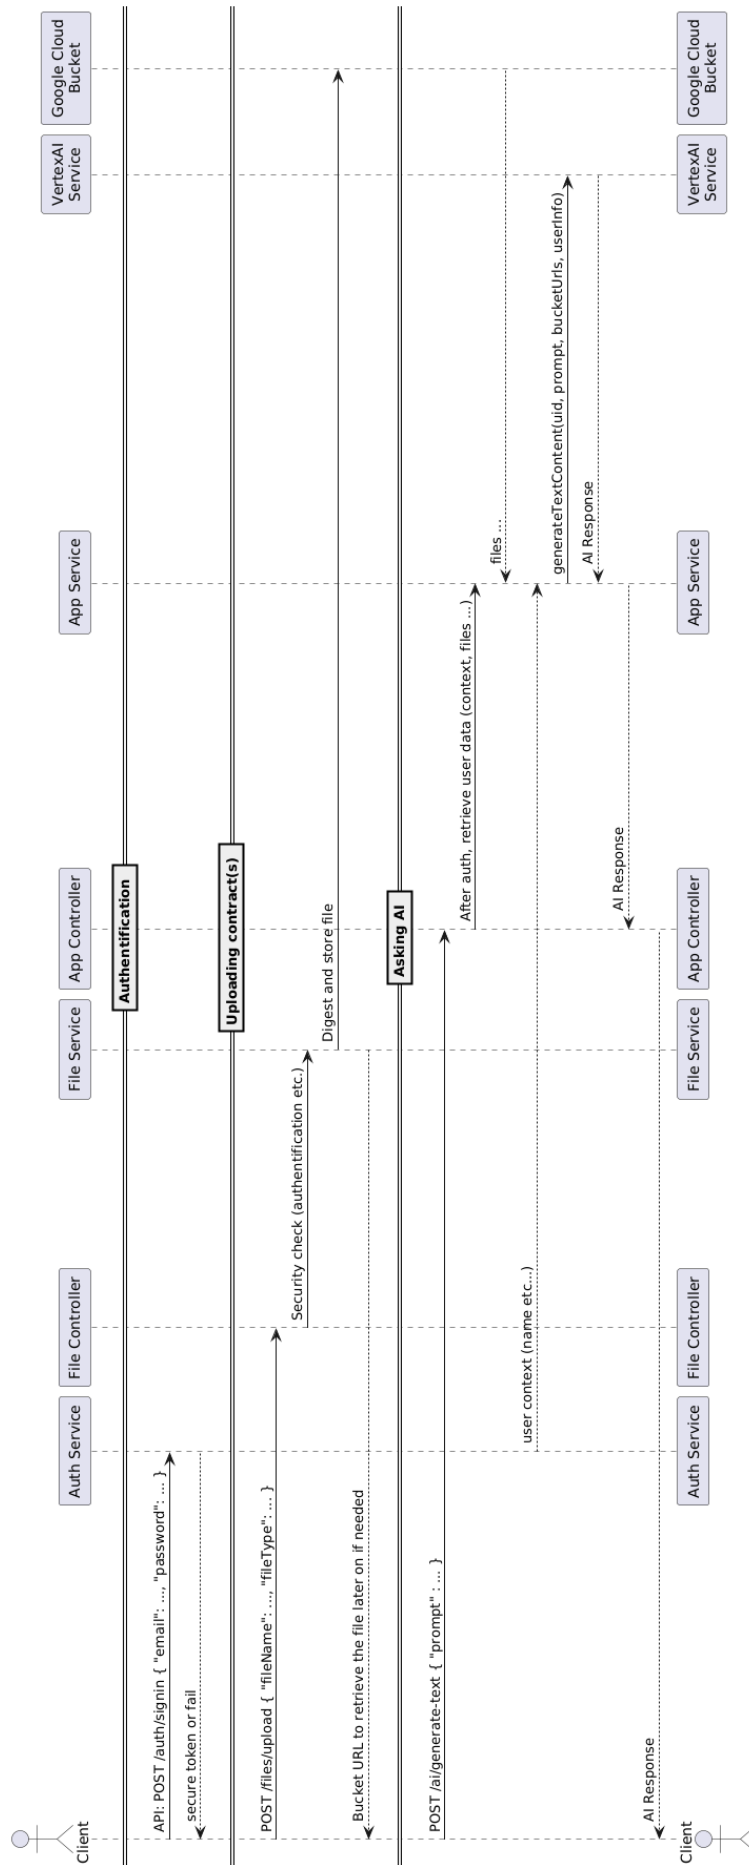 Client
Auth Service
File Controller
File Service
App Controller
App Service
VertexAI
Service
Google Cloud
Bucket
Authentification
API: POST /auth/signin { "email": ..., "password": ... }
secure token or fail
Uploading contract(s)
POST /files/upload { "fileName": ..., "fileType": ... }
Security check (authentification etc.)
Digest and store file
Bucket URL to retrieve the file later on if needed
Asking AI
POST /ai/generate-text { "prompt" : ... }
After auth, retrieve user data (context, files ...)
files ...
user context (name etc...)
generateTextContent(uid, prompt, bucketUrls, userInfo)
AI Response
AI Response
AI Response
Client
Auth Service
File Controller
File Service
App Controller
App Service
VertexAI
Service
Google Cloud
Bucket